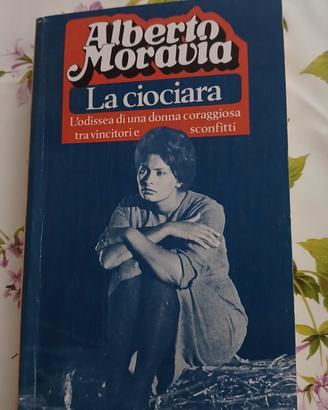 Alberto
Moravia
La ciociara
L'odissea di una donna coraggiosa
tra vincitori e sconfitti